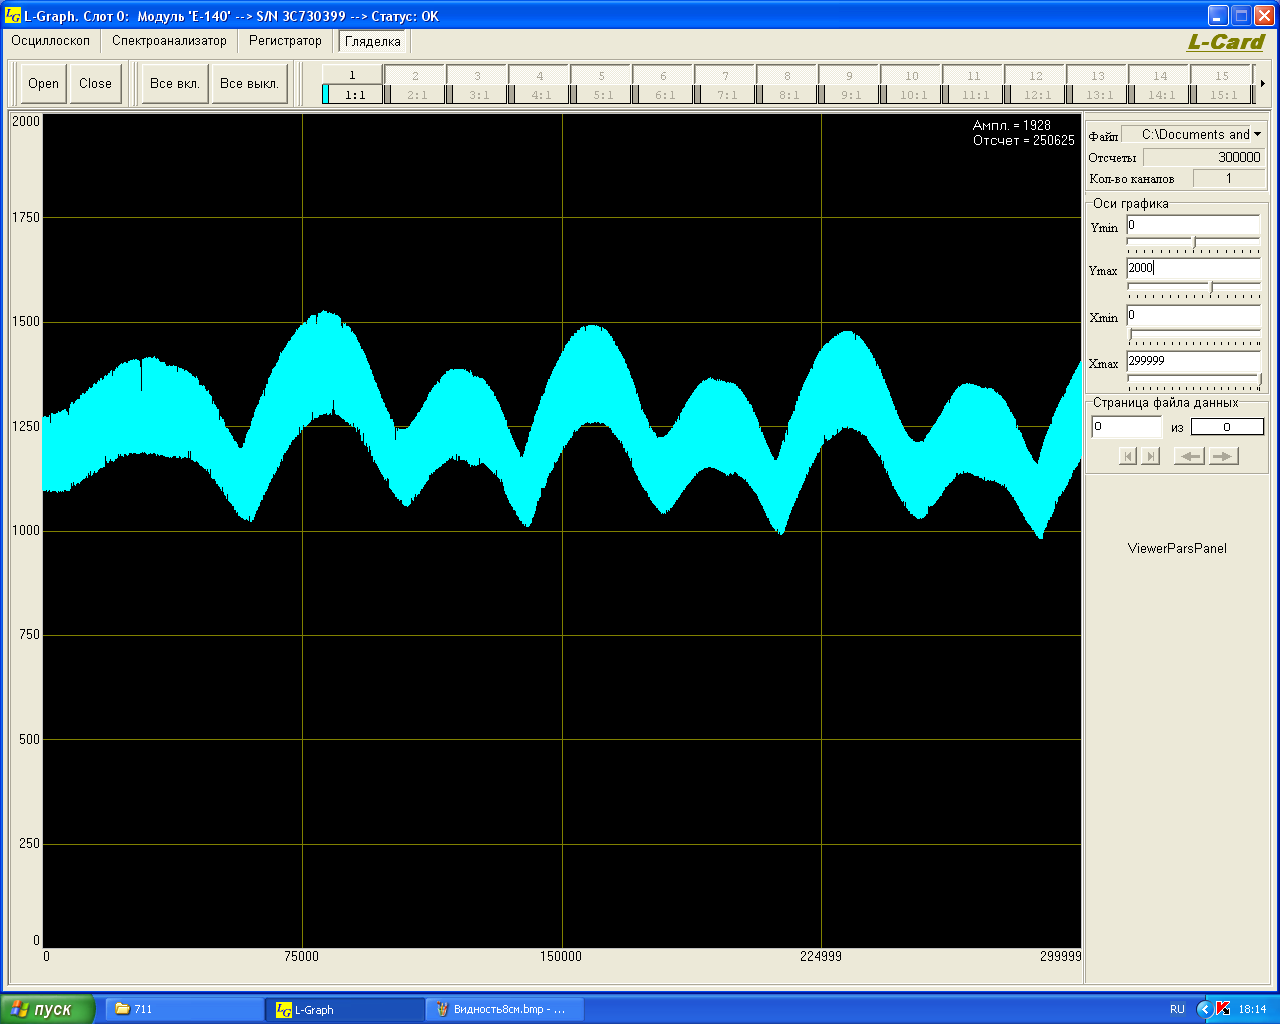 L-Graph. Слот 0:  Модуль 'E-140' --> S/N 3C730399 --> Статус: OK
Осциллоскоп Спектроанализатор Регистратор Гляделка
L-Card
Open Close Все вкл. Все выкл.
1 2 3 4 5 6 7 8 9 10 11 12 13 14 15
1:1 2:1 3:1 4:1 5:1 6:1 7:1 8:1 9:1 10:1 11:1 12:1 13:1 14:1 15:1
Ампл. = 1928
Отсчет = 250625
2000
1750
1500
1250
1000
750
500
250
0
0 75000 150000 224999 299999
Файл C:\Documents and
Отсчеты 300000
Кол-во каналов 1
Оси графика
Ymin 0
Ymax 2000
Xmin 0
Xmax 299999
Страница файла данных
0 из 0
ViewerParsPanel
пуск 711 L-Graph Видность8см.bmp - ... RU 18:14